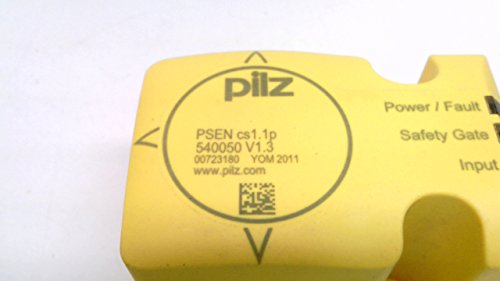 pilz
PSEN cs1.1p
540050 V1.3
00723180 YOM 2011
www.pilz.com
Power / Fault
Safety Gate
Input